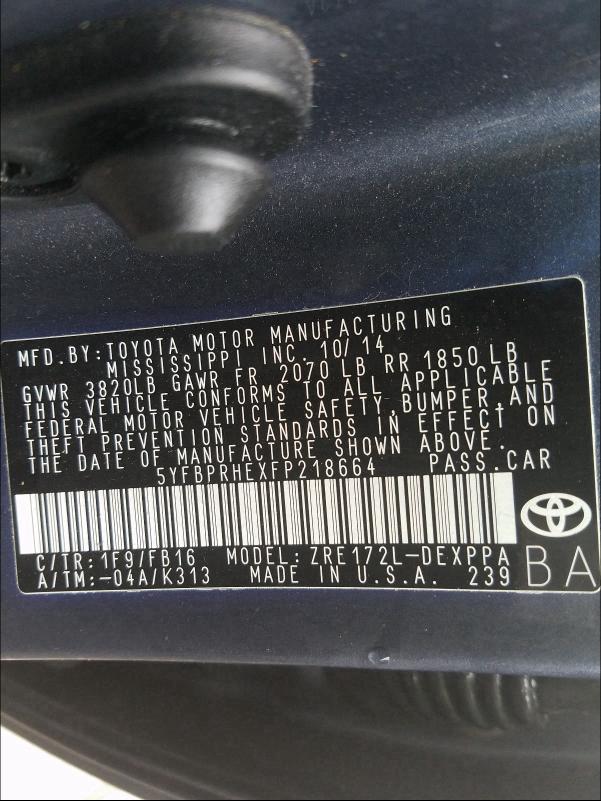 MFD.BY:TOYOTA MOTOR MANUFACTURING
MISSISSIPPI INC. 10/14
GVWR 3820LB GAWR FR 2070 LB RR 1850 LB
THIS VEHICLE CONFORMS TO ALL APPLICABLE
FEDERAL MOTOR VEHICLE SAFETY,BUMPER,AND
THEFT PREVENTION STANDARDS IN EFFECT ON
THE DATE OF MANUFACTURE SHOWN ABOVE.
5YFBPRHEXFP218664 PASS.CAR
C/TR:1F9/FB16 MODEL:ZRE172L-DEXPPA
A/TM:-04A/K313 MADE IN U.S.A. 239
BA